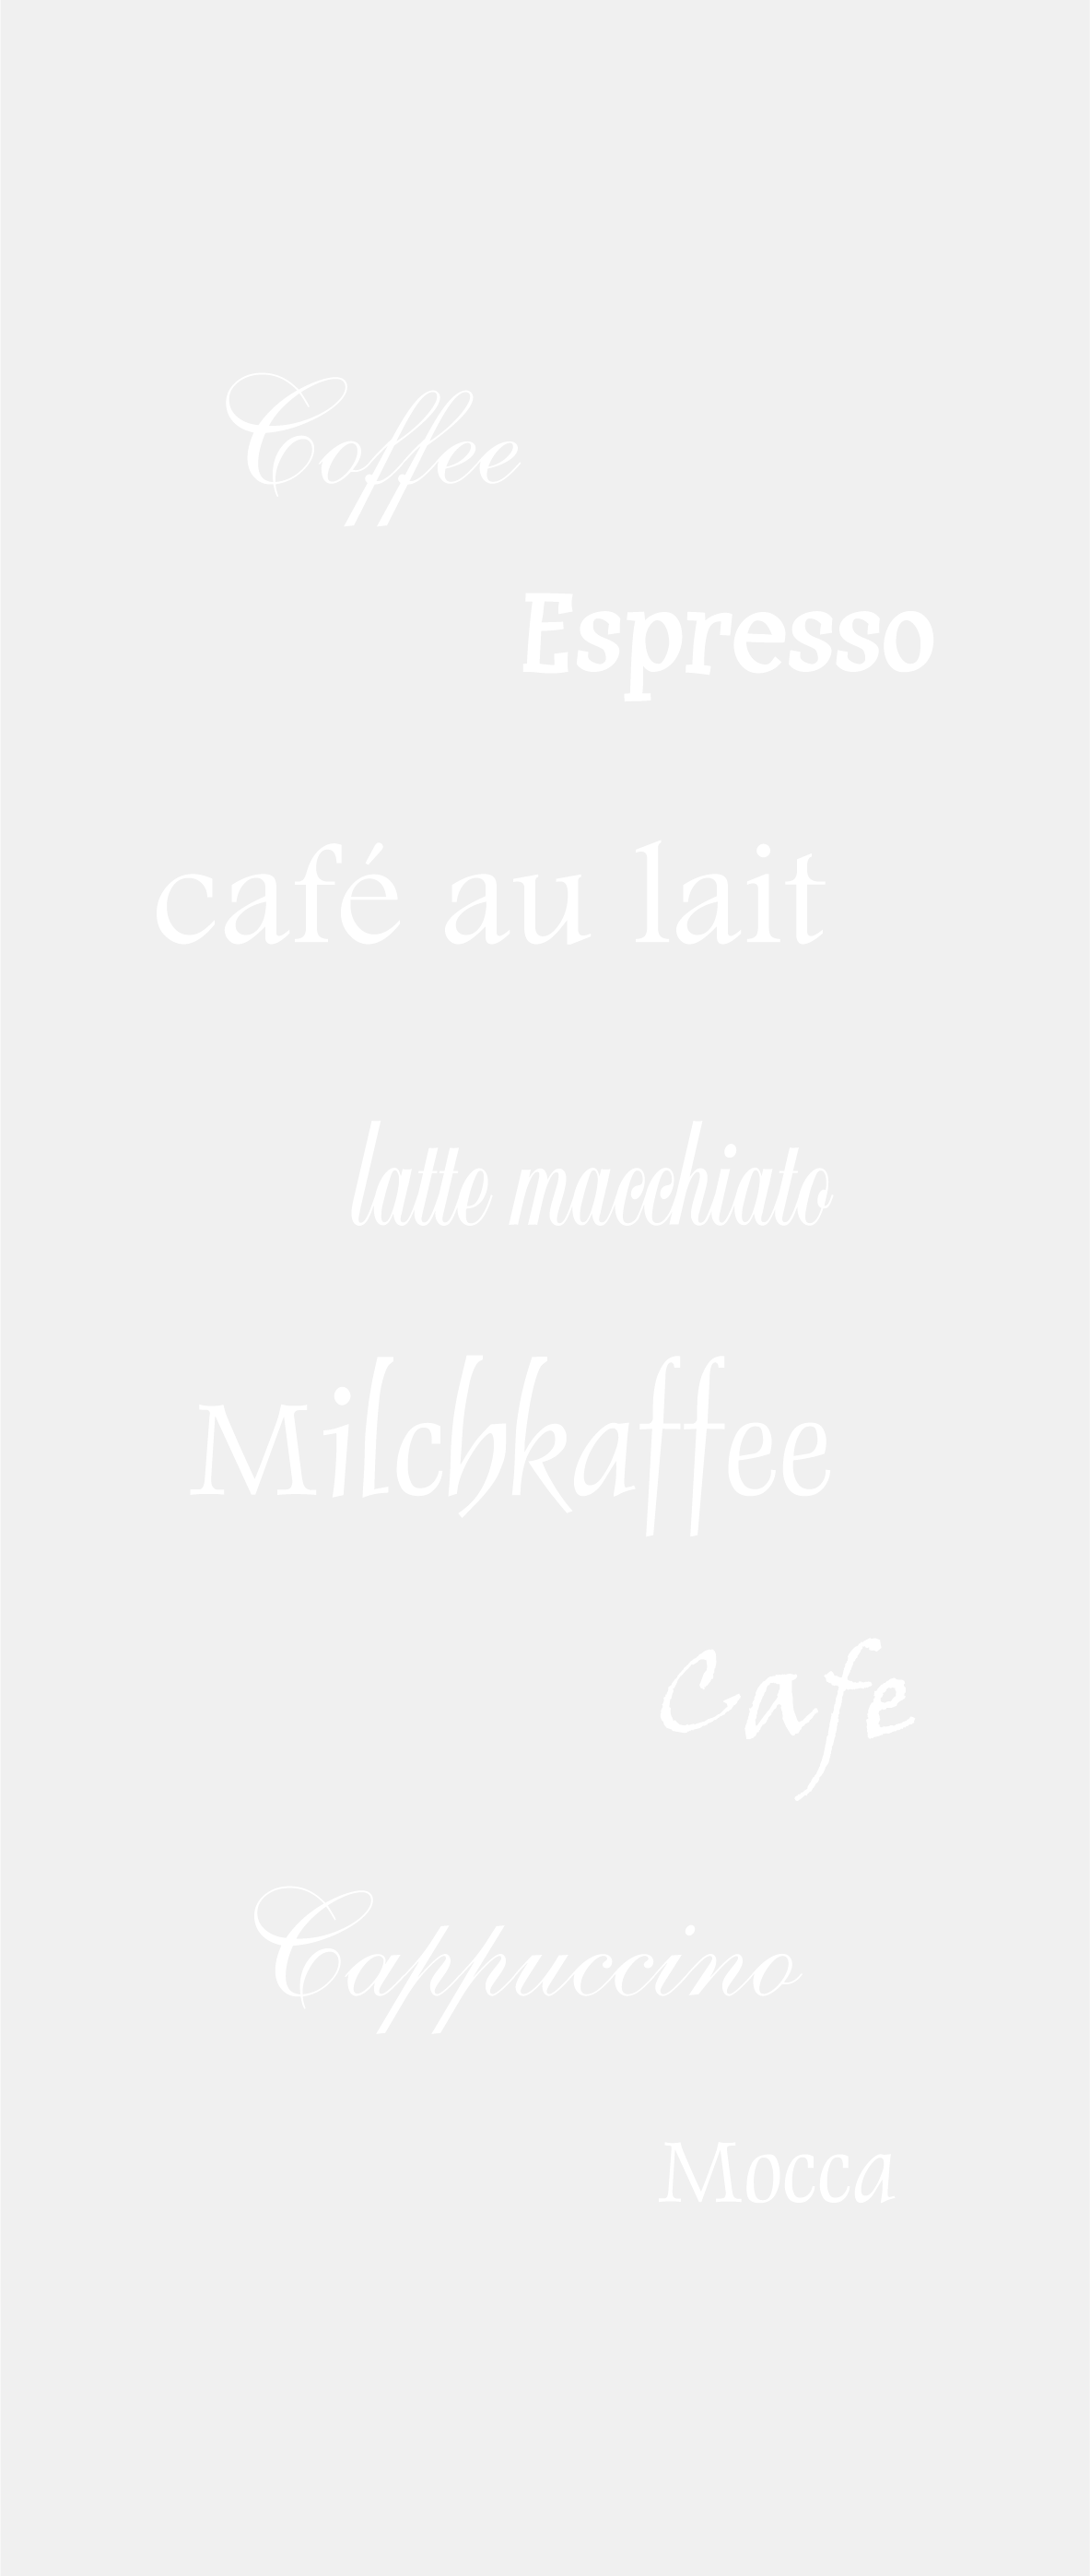 Coffee
Espresso
café au lait
latte macchiato
Milchkaffee
Cafe
Cappuccino
Mocca